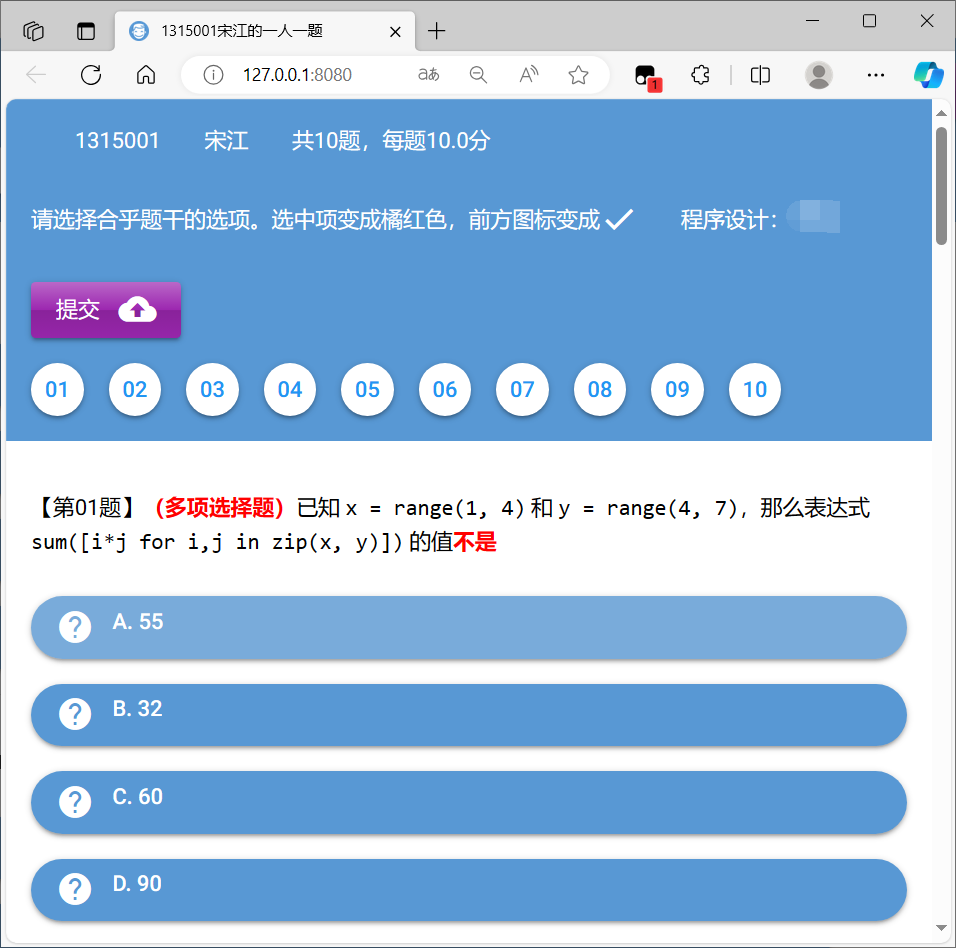 1315001宋江的一人一题
127.0.0.1:8080
aあ
A
1
1315001 宋江 共10题，每题10.0分
请选择合乎题干的选项。选中项变成橘红色，前方图标变成 程序设计：
提交
01 02 03 04 05 06 07 08 09 10
【第01题】（多项选择题）已知 x = range(1, 4) 和 y = range(4, 7)，那么表达式
sum([i*j for i,j in zip(x, y)]) 的值不是
? A. 55
? B. 32
? C. 60
? D. 90